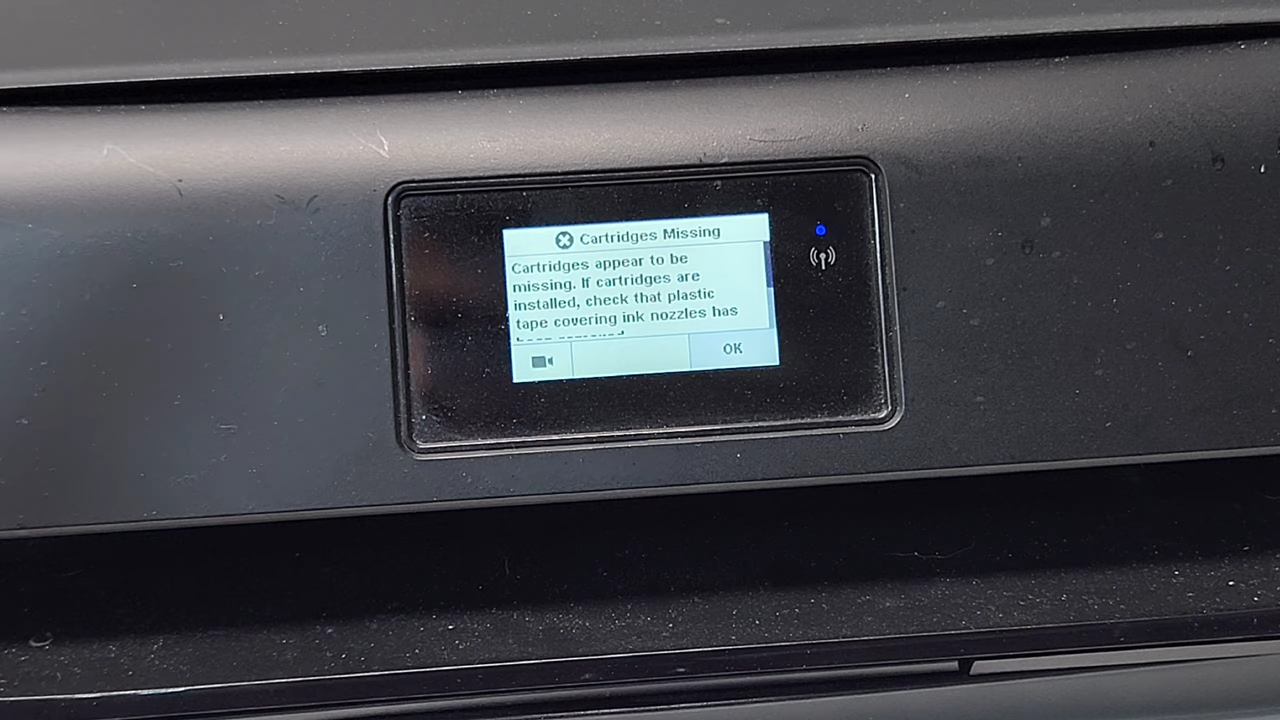 Cartridges Missing
Cartridges appear to be
missing. If cartridges are
installed, check that plastic
tape covering ink nozzles has
OK